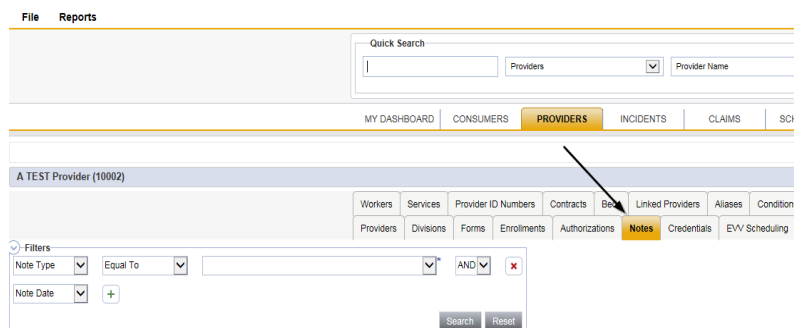 File Reports
Quick Search
Providers Provider Name
MY DASHBOARD CONSUMERS PROVIDERS INCIDENTS CLAIMS
A TEST Provider (10002)
Workers Services Provider ID Numbers Contracts Linked Providers Aliases
Providers Divisions Forms Enrollments Authorizations Notes Credentials EVV Scheduling
Filters
Note Type Equal To * AND
Note Date
Search Reset